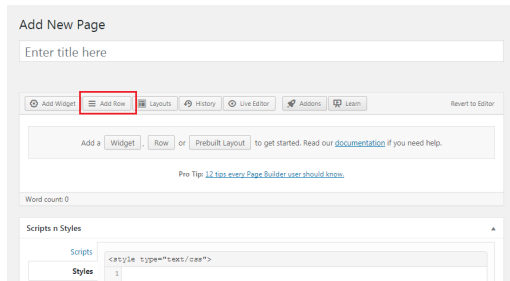 Add New Page
Enter title here
Add Widget Add Row Layouts History Live Editor Addons Learn Revert to Editor
Add a Widget , Row or Prebuilt Layout to get started. Read our documentation if you need help.
Pro Tip: 12 tips every Page Builder user should know.
Word count: 0
Scripts n Styles
Scripts
<style type="text/css">
Styles
1